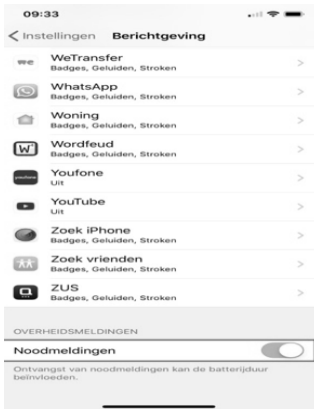 09:33
Instellingen Berichtgeving
we WeTransfer
Badges, Geluiden, Stroken
WhatsApp
Badges, Geluiden, Stroken
Woning
Badges, Geluiden, Stroken
W Wordfeud
Badges, Geluiden, Stroken
youfone Youfone
Uit
YouTube
Uit
Zoek iPhone
Badges, Geluiden, Stroken
Zoek vrienden
Badges, Geluiden, Stroken
ZUS
Badges, Geluiden, Stroken
OVERHEIDSMELDINGEN
Noodmeldingen
Ontvangst van noodmeldingen kan de batterijduur
beïnvloeden.